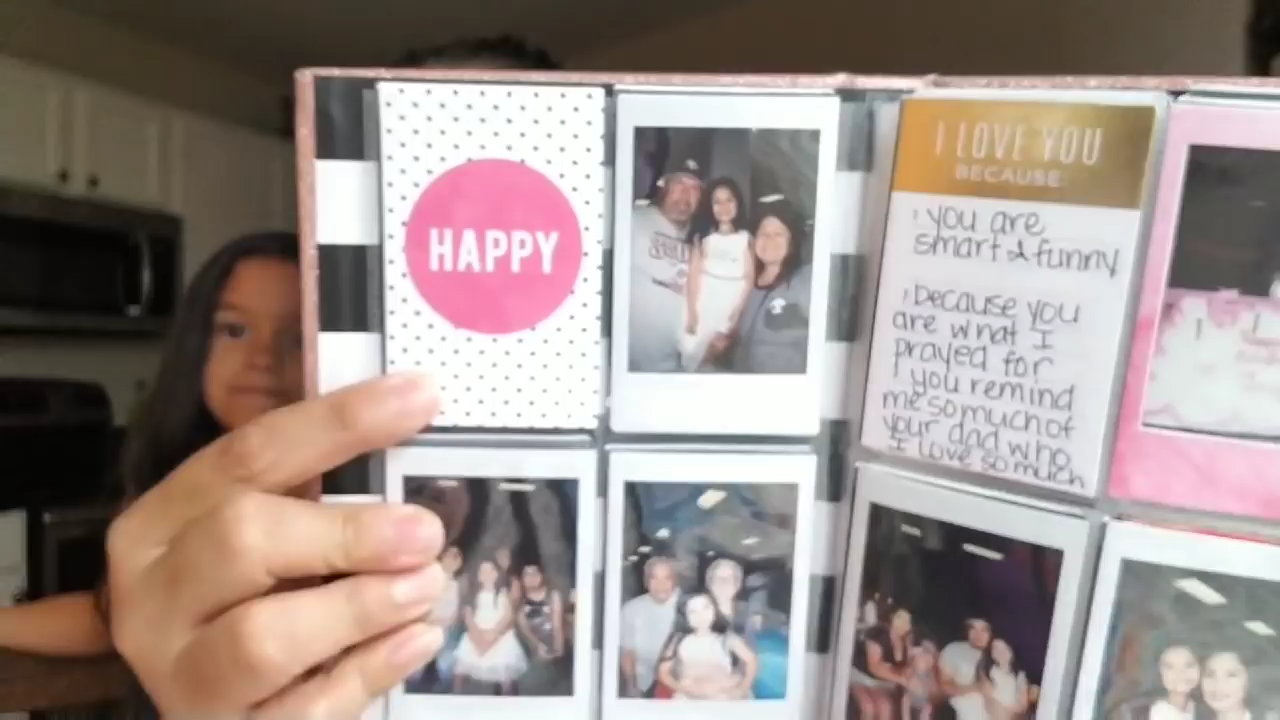 HAPPY
I LOVE YOU
BECAUSE:
you are
smart & funny
Because you
are what I
prayed for
you remind
me so much of
your dad who
I love so much